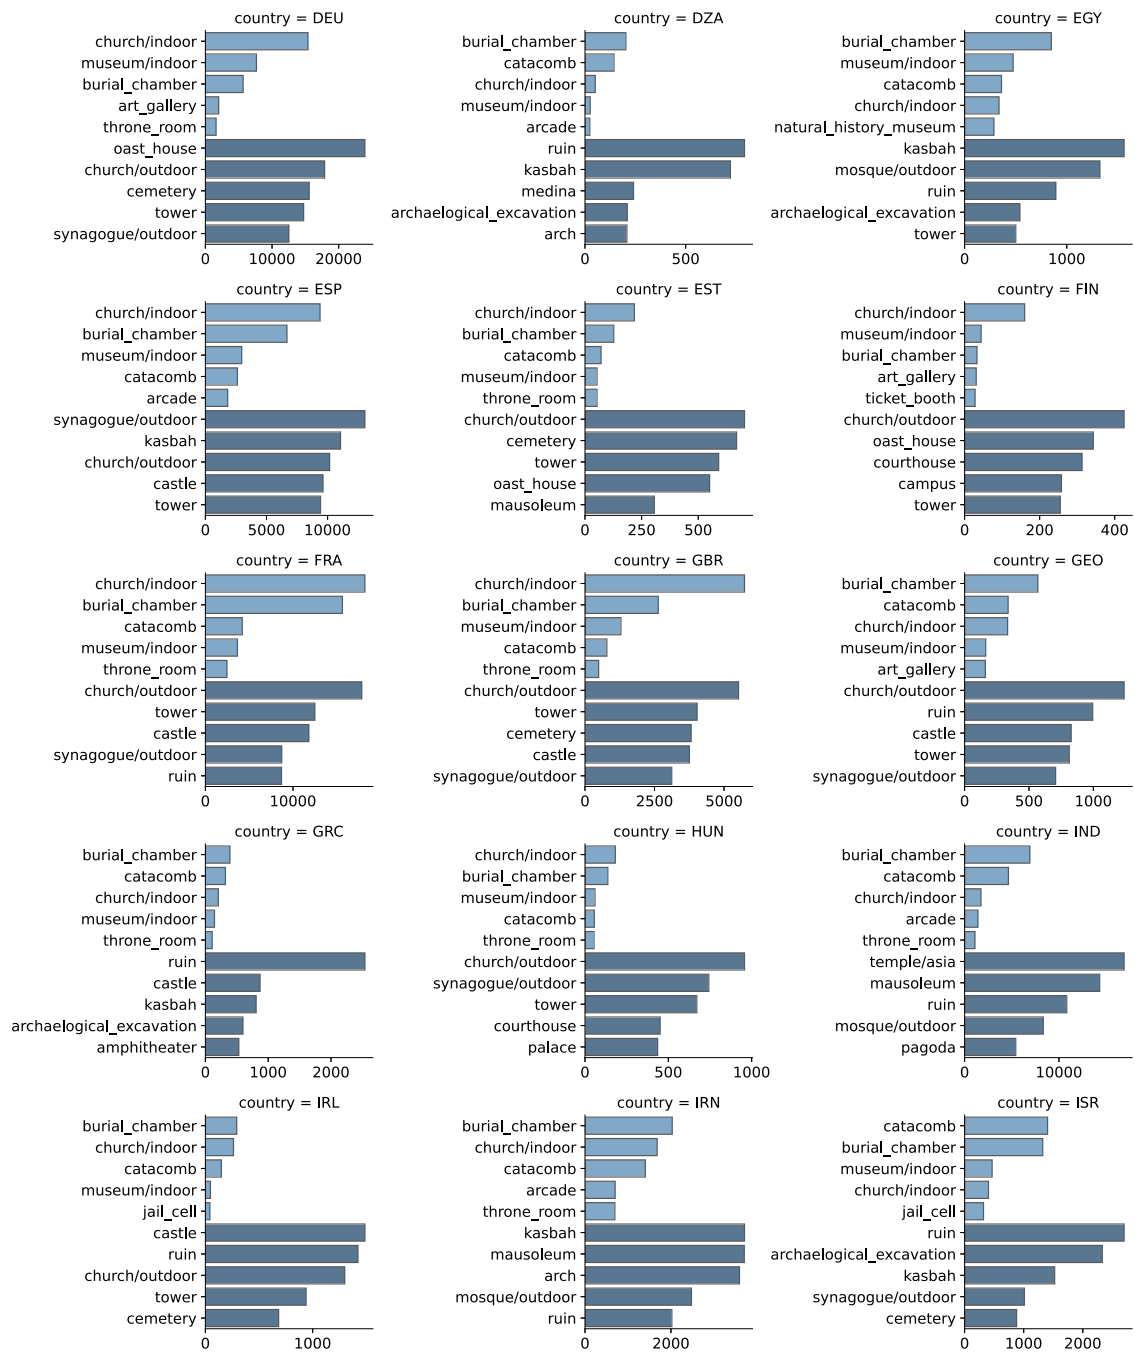 country = DEU
church/indoor
museum/indoor
burial_chamber
art_gallery
throne_room
oast_house
church/outdoor
cemetery
tower
synagogue/outdoor
0 10000 20000
country = DZA
burial_chamber
catacomb
church/indoor
museum/indoor
arcade
ruin
kasbah
medina
archaelogical_excavation
arch
0 500
country = EGY
burial_chamber
museum/indoor
catacomb
church/indoor
natural_history_museum
kasbah
mosque/outdoor
ruin
archaelogical_excavation
tower
0 1000
country = ESP
church/indoor
burial_chamber
museum/indoor
catacomb
arcade
synagogue/outdoor
kasbah
church/outdoor
castle
tower
0 5000 10000
country = EST
church/indoor
burial_chamber
catacomb
museum/indoor
throne_room
church/outdoor
cemetery
tower
oast_house
mausoleum
0 250 500
country = FIN
church/indoor
museum/indoor
burial_chamber
art_gallery
ticket_booth
church/outdoor
oast_house
courthouse
campus
tower
0 200 400
country = FRA
church/indoor
burial_chamber
catacomb
museum/indoor
throne_room
church/outdoor
tower
castle
synagogue/outdoor
ruin
0 10000
country = GBR
church/indoor
burial_chamber
museum/indoor
catacomb
throne_room
church/outdoor
tower
cemetery
castle
synagogue/outdoor
0 2500 5000
country = GEO
burial_chamber
catacomb
church/indoor
museum/indoor
art_gallery
church/outdoor
ruin
castle
tower
synagogue/outdoor
0 500 1000
country = GRC
burial_chamber
catacomb
church/indoor
museum/indoor
throne_room
ruin
castle
kasbah
archaelogical_excavation
amphitheater
0 1000 2000
country = HUN
church/indoor
burial_chamber
museum/indoor
catacomb
throne_room
church/outdoor
synagogue/outdoor
tower
courthouse
palace
0 500 1000
country = IND
burial_chamber
catacomb
church/indoor
arcade
throne_room
temple/asia
mausoleum
ruin
mosque/outdoor
pagoda
0 10000
country = IRL
burial_chamber
church/indoor
catacomb
museum/indoor
jail_cell
castle
ruin
church/outdoor
tower
cemetery
0 1000
country = IRN
burial_chamber
church/indoor
catacomb
arcade
throne_room
kasbah
mausoleum
arch
mosque/outdoor
ruin
0 2000
country = ISR
catacomb
burial_chamber
museum/indoor
church/indoor
jail_cell
ruin
archaelogical_excavation
kasbah
synagogue/outdoor
cemetery
0 1000 2000